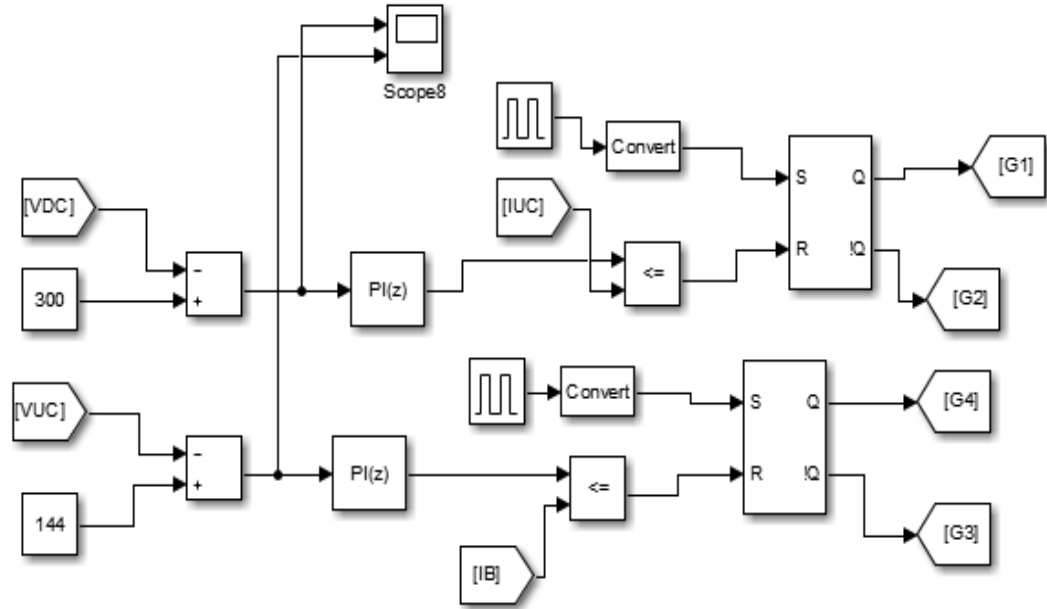 Scope8
Convert
[G1]
S
Q
[VDC]
[IUC]
R
!Q
<=
300
−
+
PI(z)
[G2]
[VUC]
Convert
S
Q
[G4]
−
+
PI(z)
<=
R
!Q
144
[G3]
[IB]